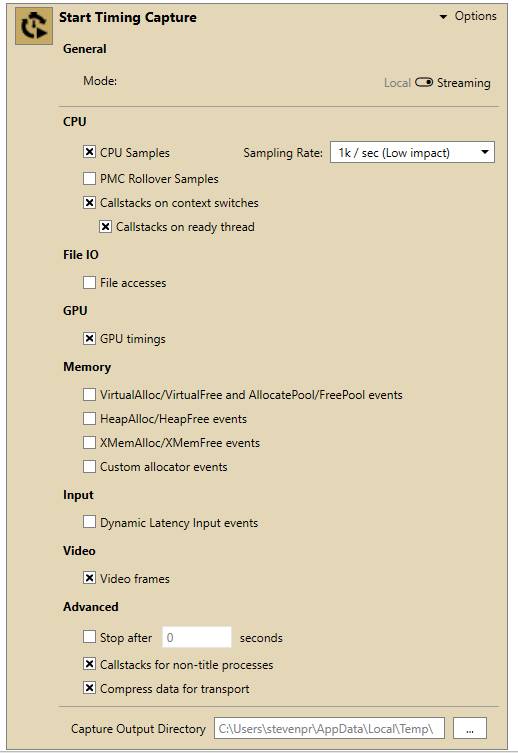 Start Timing Capture Options
General
Mode: Local Streaming
CPU
CPU Samples Sampling Rate: 1k / sec (Low impact)
PMC Rollover Samples
Callstacks on context switches
Callstacks on ready thread
File IO
File accesses
GPU
GPU timings
Memory
VirtualAlloc/VirtualFree and AllocatePool/FreePool events
HeapAlloc/HeapFree events
XMemAlloc/XMemFree events
Custom allocator events
Input
Dynamic Latency Input events
Video
Video frames
Advanced
Stop after 0 seconds
Callstacks for non-title processes
Compress data for transport
Capture Output Directory C:\Users\stevenpr\AppData\Local\Temp\ ...